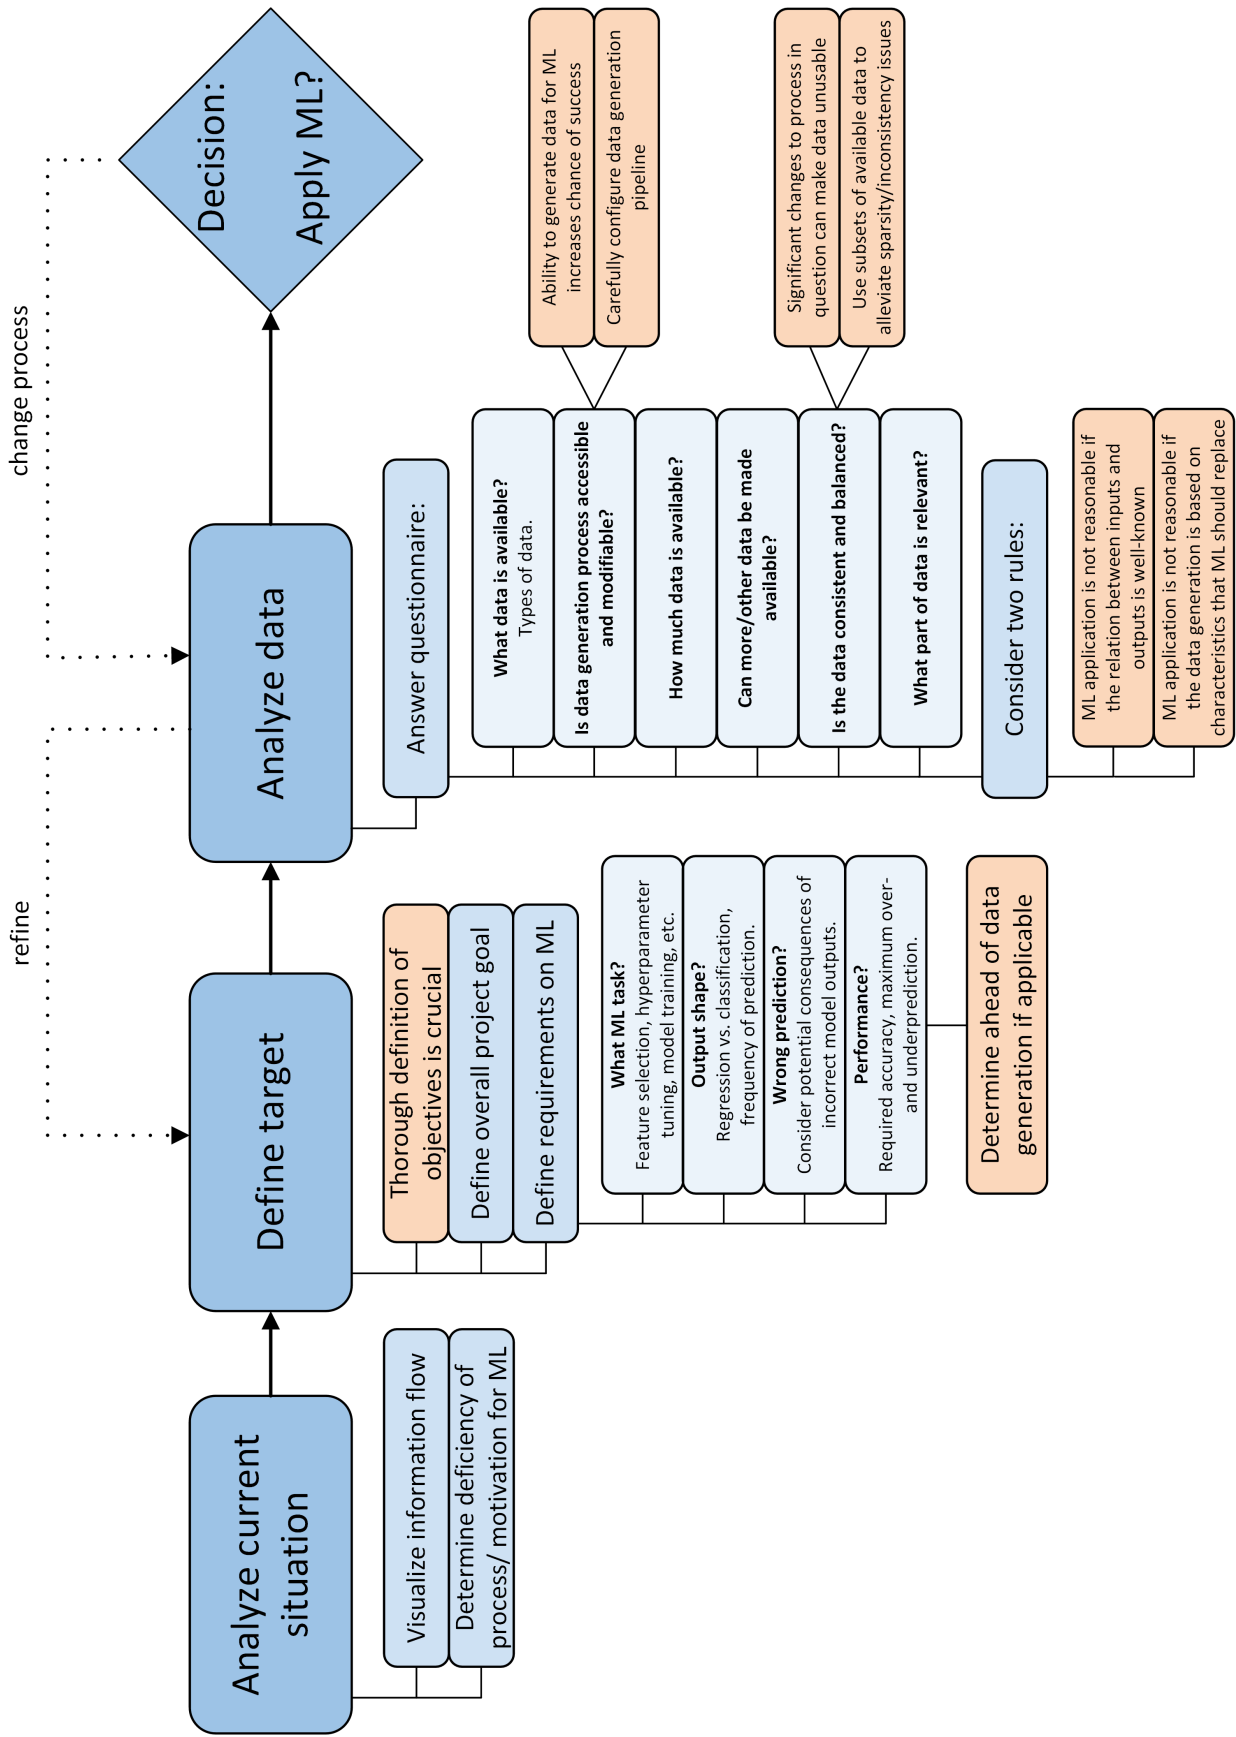 change process
refine
Analyze current
situation
Define target
Analyze data
Decision:
Apply ML?
Visualize information flow
Determine deficiency of
process/ motivation for ML
Thorough definition of
objectives is crucial
Define overall project goal
Define requirements on ML
What ML task?
Feature selection, hyperparameter
tuning, model training, etc.
Output shape?
Regression vs. classification,
frequency of prediction.
Wrong prediction?
Consider potential consequences of
incorrect model outputs.
Performance?
Required accuracy, maximum over-
and underprediction.
Determine ahead of data
generation if applicable
Answer questionnaire:
What data is available?
Types of data.
Is data generation process accessible
and modifiable?
How much data is available?
Can more/other data be made
available?
Is the data consistent and balanced?
What part of data is relevant?
Consider two rules:
ML application is not reasonable if
the relation between inputs and
outputs is well-known
ML application is not reasonable if
the data generation is based on
characteristics that ML should replace
Ability to generate data for ML
increases chance of success
Carefully configure data generation
pipeline
Significant changes to process in
question can make data unusable
Use subsets of available data to
alleviate sparsity/inconsistency issues